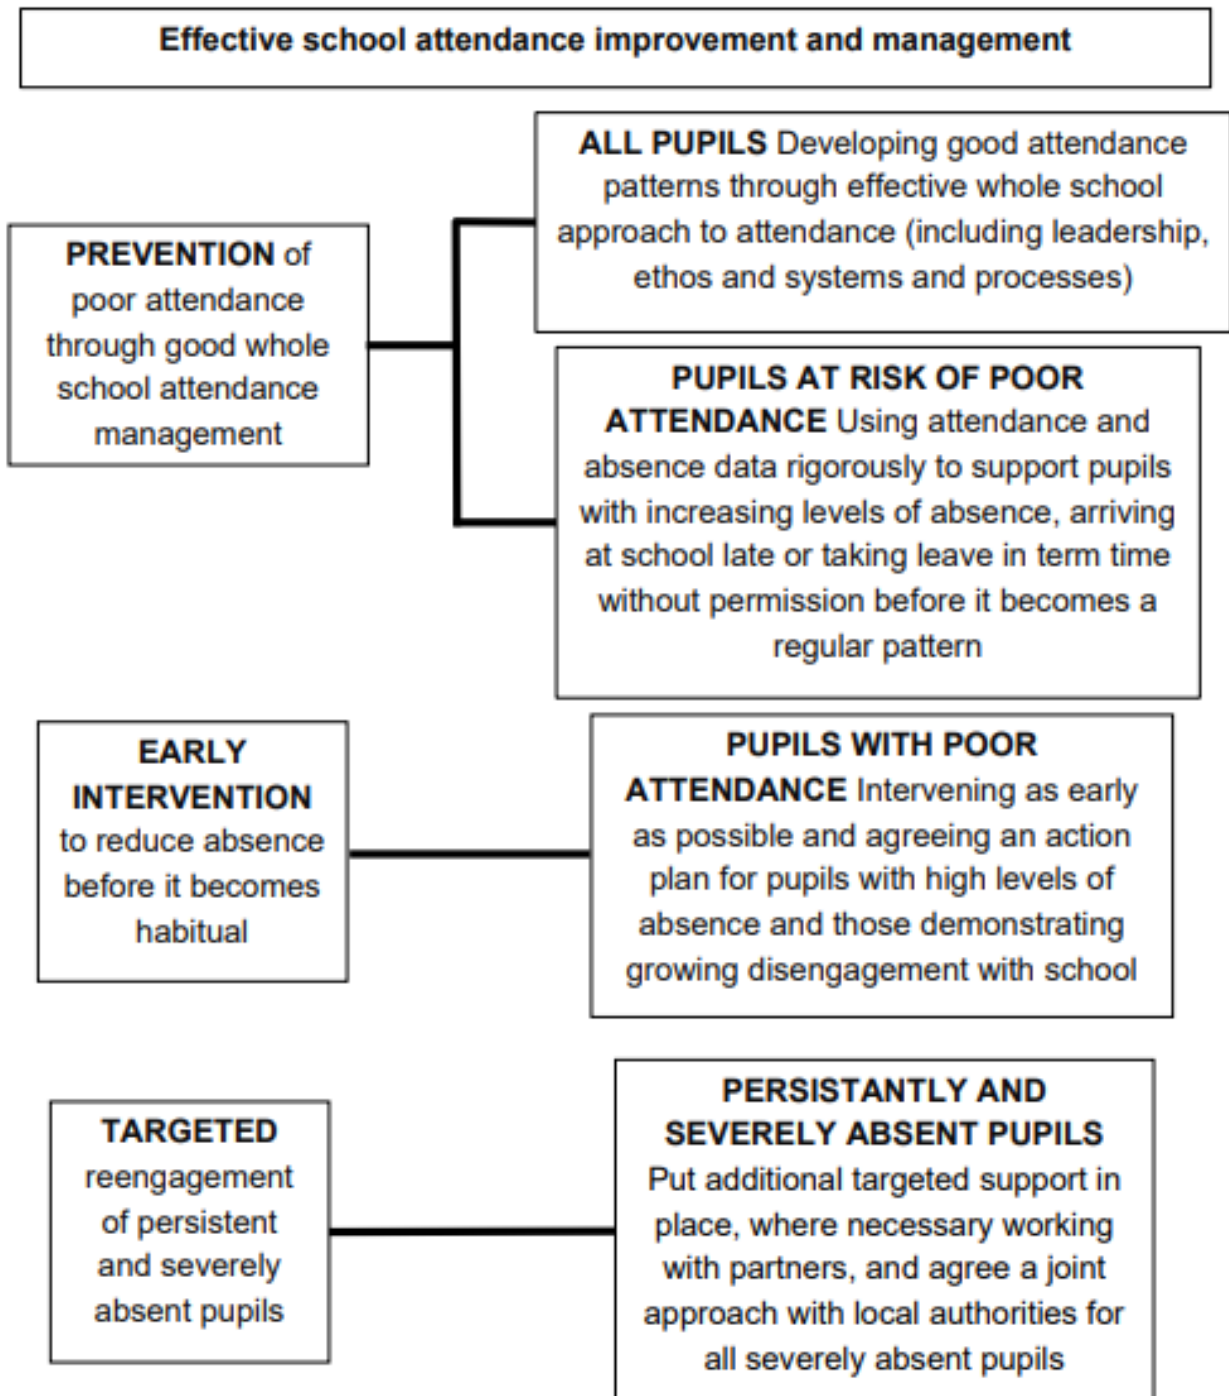 Effective school attendance improvement and management
PREVENTION of
poor attendance
through good whole
school attendance
management
ALL PUPILS Developing good attendance
patterns through effective whole school
approach to attendance (including leadership,
ethos and systems and processes)
PUPILS AT RISK OF POOR
ATTENDANCE Using attendance and
absence data rigorously to support pupils
with increasing levels of absence, arriving
at school late or taking leave in term time
without permission before it becomes a
regular pattern
EARLY
INTERVENTION
to reduce absence
before it becomes
habitual
PUPILS WITH POOR
ATTENDANCE Intervening as early
as possible and agreeing an action
plan for pupils with high levels of
absence and those demonstrating
growing disengagement with school
TARGETED
reengagement
of persistent
and severely
absent pupils
PERSISTANTLY AND
SEVERELY ABSENT PUPILS
Put additional targeted support in
place, where necessary working
with partners, and agree a joint
approach with local authorities for
all severely absent pupils